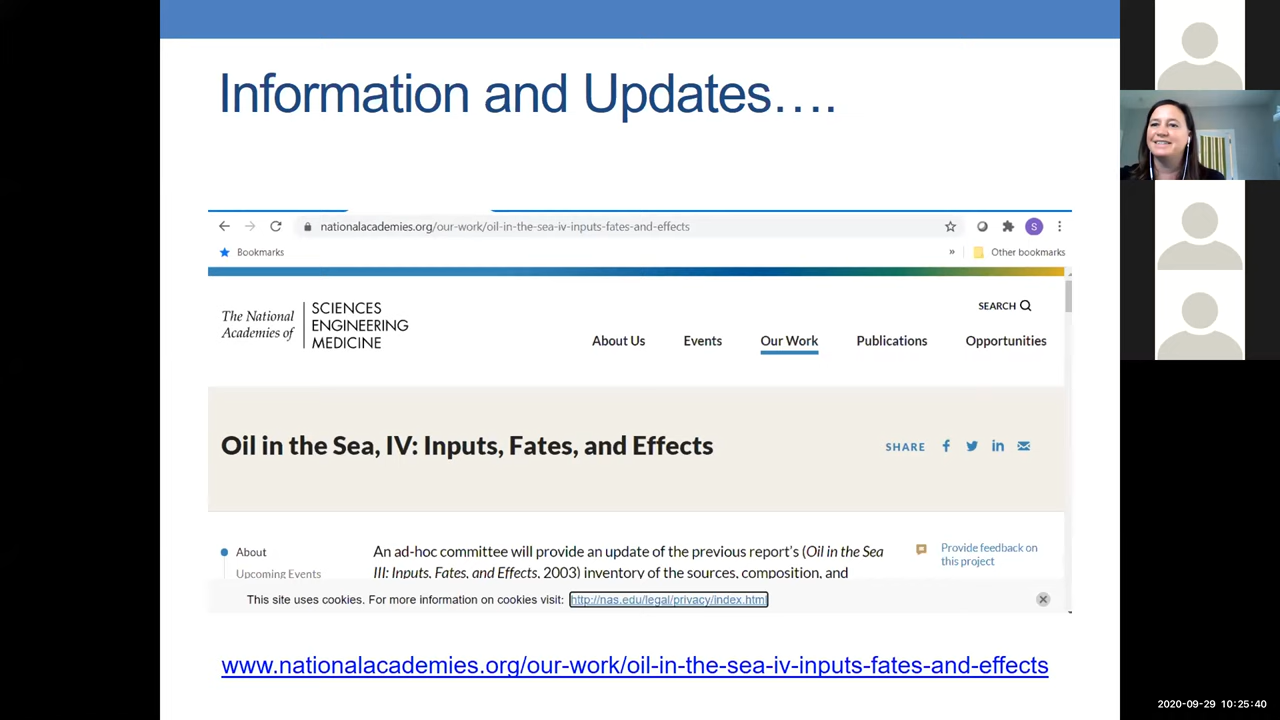 Information and Updates….
nationalacademies.org/our-work/oil-in-the-sea-iv-inputs-fates-and-effects
S
Bookmarks
»
Other bookmarks
The National Academies of
SCIENCES
ENGINEERING
MEDICINE
SEARCH
About Us
Events
Our Work
Publications
Opportunities
Oil in the Sea, IV: Inputs, Fates, and Effects
SHARE
About
Upcoming Events
An ad-hoc committee will provide an update of the previous report's (Oil in the Sea
III: Inputs, Fates, and Effects, 2003) inventory of the sources, composition, and
Provide feedback on
this project
This site uses cookies. For more information on cookies visit: http://nas.edu/legal/privacy/index.html
www.nationalacademies.org/our-work/oil-in-the-sea-iv-inputs-fates-and-effects
2020-09-29 10:25:40